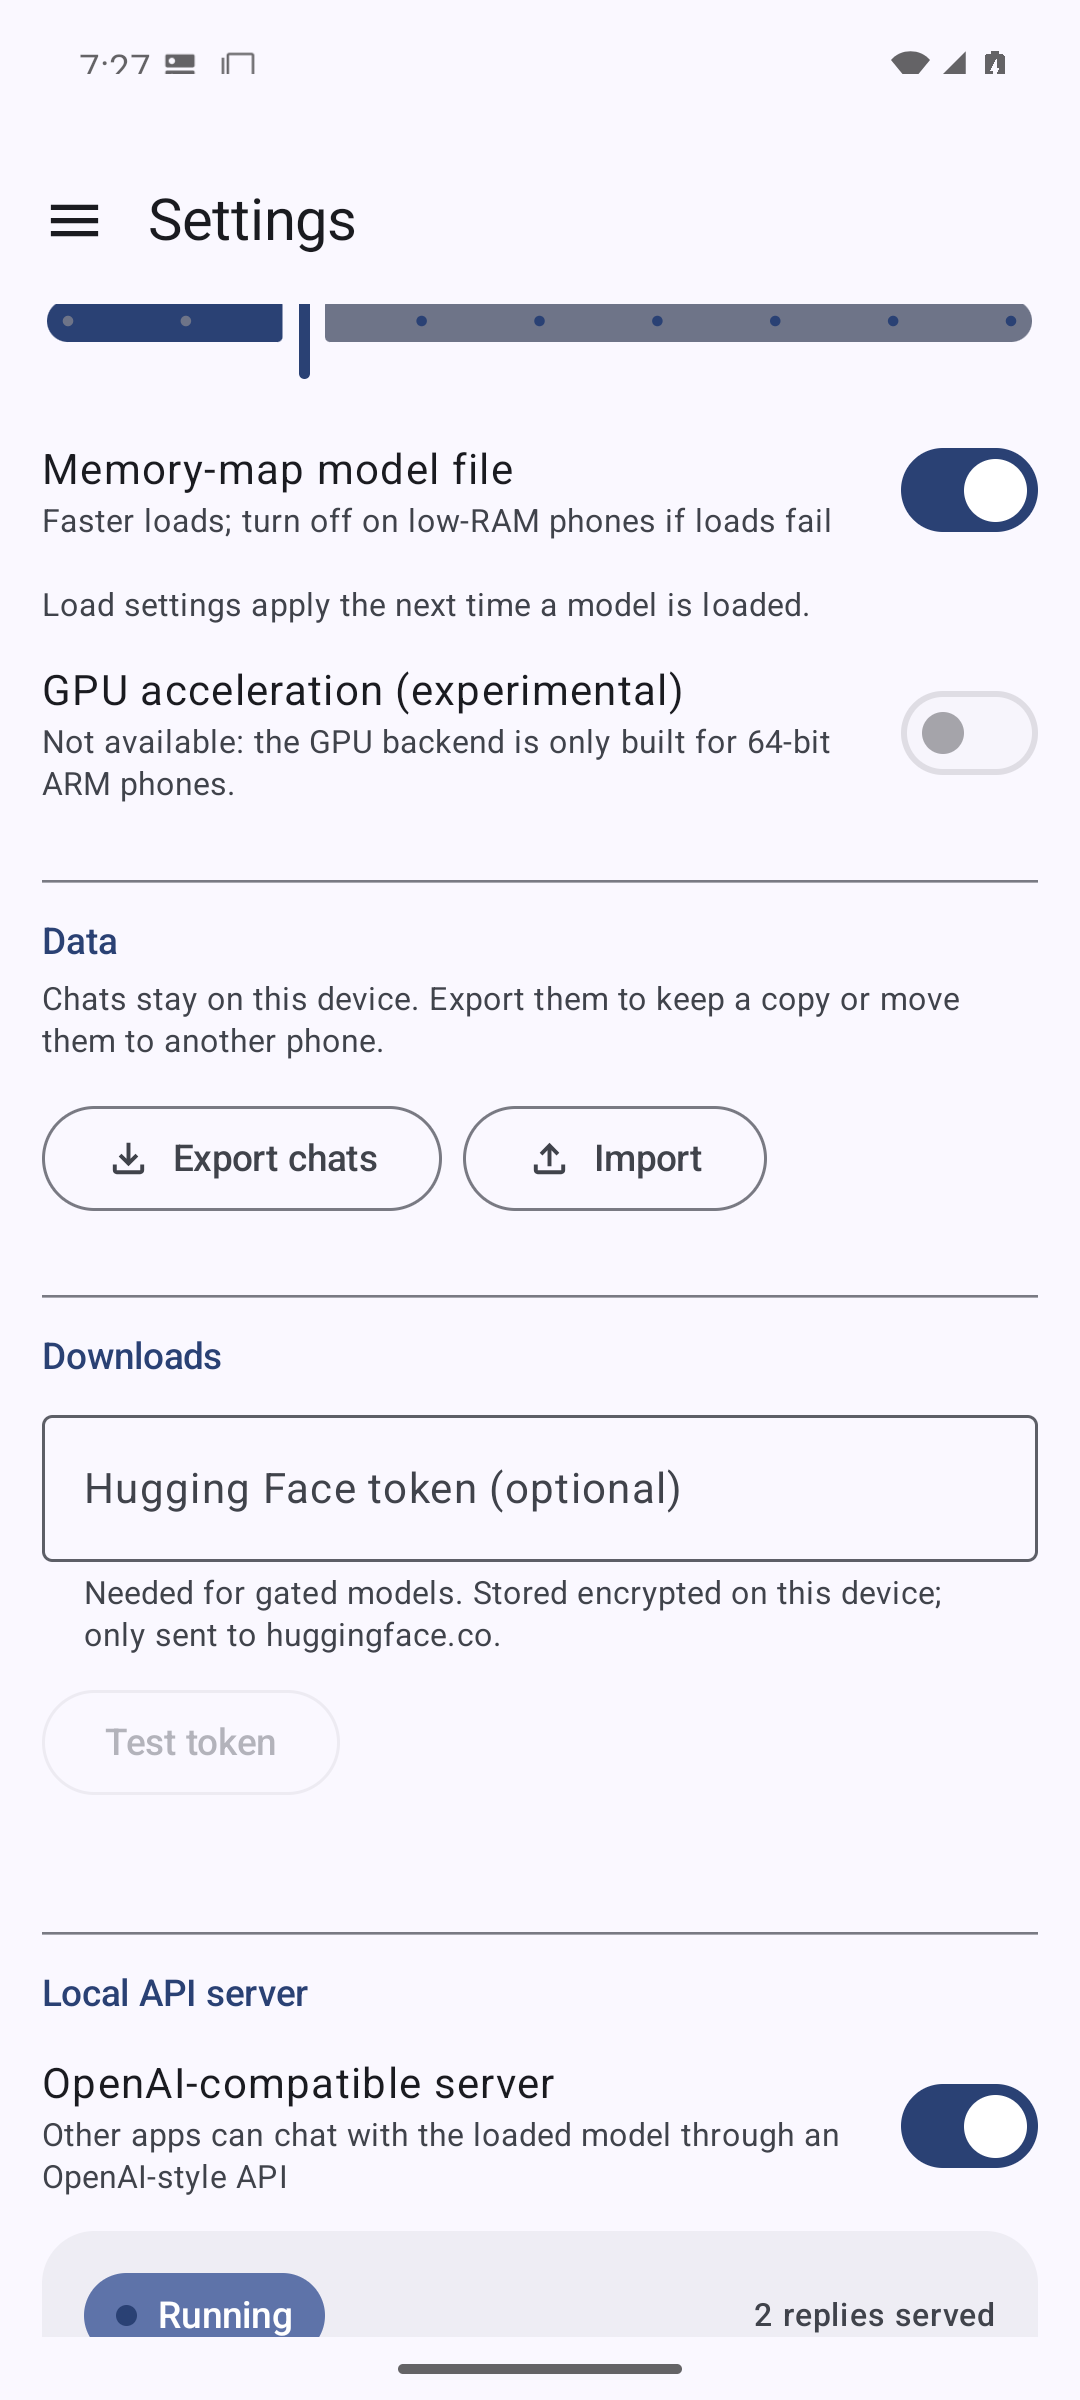 7:27
Settings
Memory-map model file
Faster loads; turn off on low-RAM phones if loads fail
Load settings apply the next time a model is loaded.
GPU acceleration (experimental)
Not available: the GPU backend is only built for 64-bit
ARM phones.
Data
Chats stay on this device. Export them to keep a copy or move
them to another phone.
Export chats
Import
Downloads
Hugging Face token (optional)
Needed for gated models. Stored encrypted on this device;
only sent to huggingface.co.
Test token
Local API server
OpenAI-compatible server
Other apps can chat with the loaded model through an
OpenAI-style API
Running
2 replies served